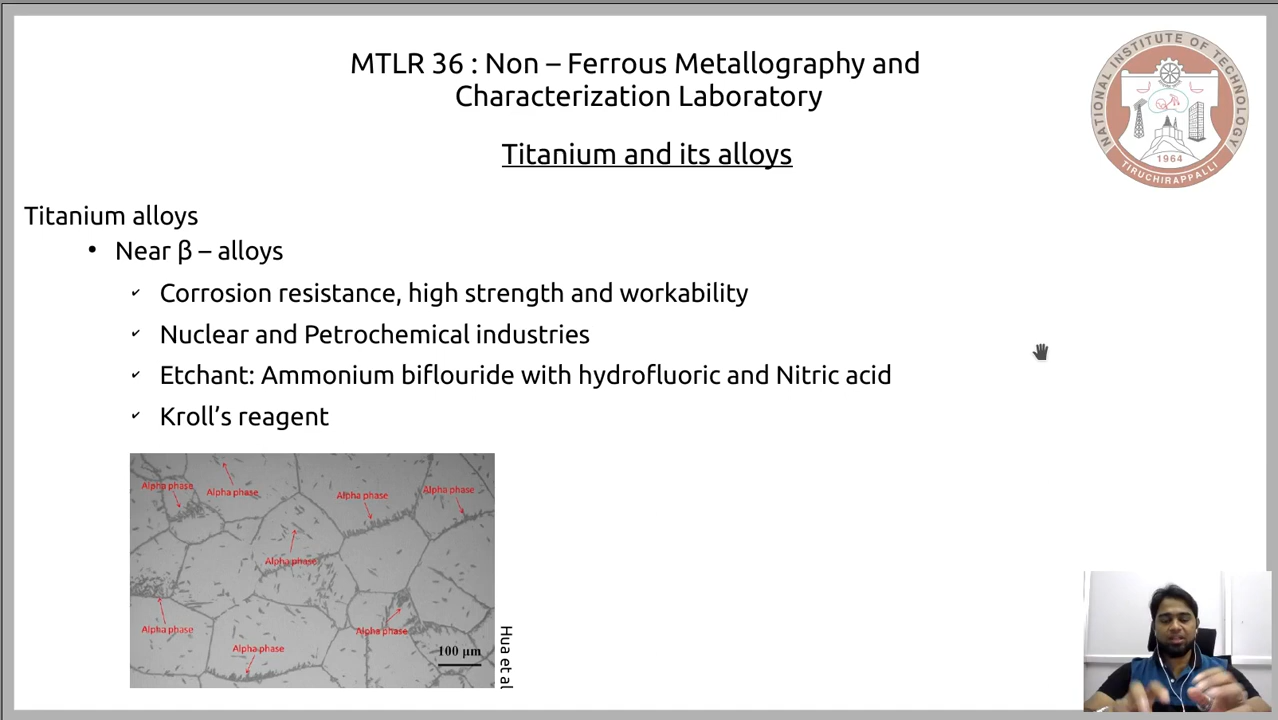 MTLR 36 : Non – Ferrous Metallography and
Characterization Laboratory
NATIONAL INSTITUTE OF TECHNOLOGY
1964
TIRUCHIRAPPALLI
Titanium and its alloys
Titanium alloys
• Near β – alloys
✓ Corrosion resistance, high strength and workability
✓ Nuclear and Petrochemical industries
✓ Etchant: Ammonium biflouride with hydrofluoric and Nitric acid
✓ Kroll’s reagent
Alpha phase
Alpha phase
Alpha phase
Alpha phase
Alpha phase
Alpha phase
Alpha phase
Alpha phase
100 μm
Hua et al